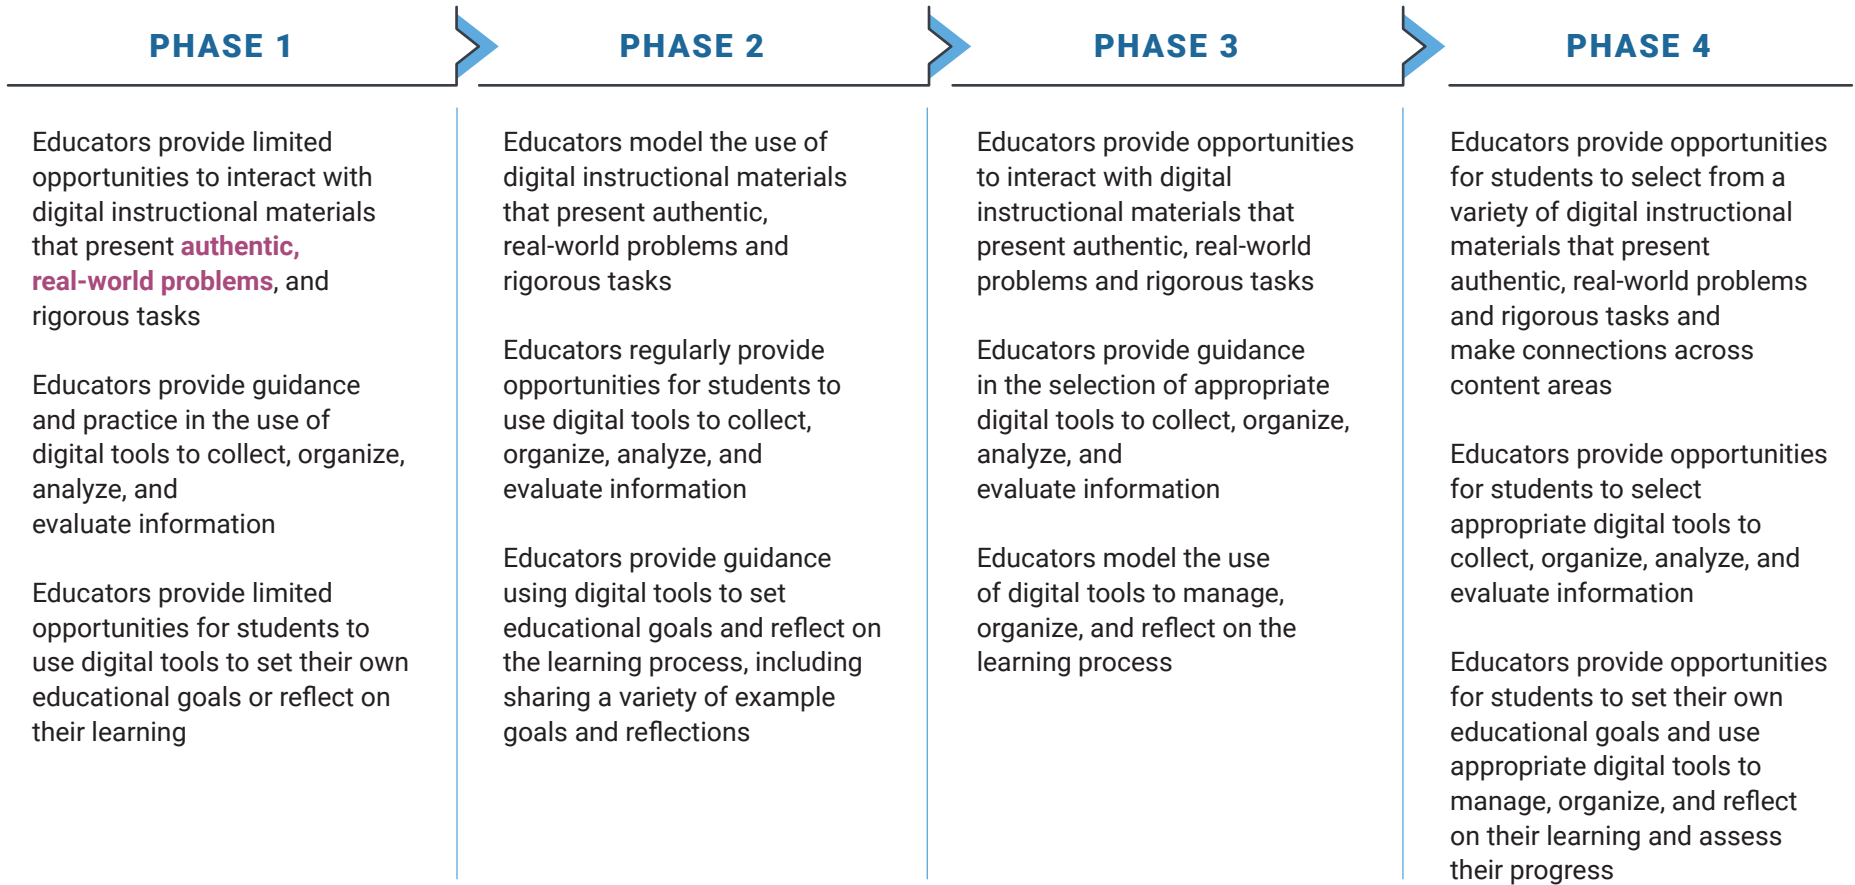 PHASE 1
Educators provide limited
opportunities to interact with
digital instructional materials
that present authentic,
real-world problems, and
rigorous tasks
Educators provide guidance
and practice in the use of
digital tools to collect, organize,
analyze, and
evaluate information
Educators provide limited
opportunities for students to
use digital tools to set their own
educational goals or reflect on
their learning
PHASE 2
Educators model the use of
digital instructional materials
that present authentic,
real-world problems and
rigorous tasks
Educators regularly provide
opportunities for students to
use digital tools to collect,
organize, analyze, and
evaluate information
Educators provide guidance
using digital tools to set
educational goals and reflect on
the learning process, including
sharing a variety of example
goals and reflections
PHASE 3
Educators provide opportunities
to interact with digital
instructional materials that
present authentic, real-world
problems and rigorous tasks
Educators provide guidance
in the selection of appropriate
digital tools to collect, organize,
analyze, and
evaluate information
Educators model the use
of digital tools to manage,
organize, and reflect on the
learning process
PHASE 4
Educators provide opportunities
for students to select from a
variety of digital instructional
materials that present
authentic, real-world problems
and rigorous tasks and
make connections across
content areas
Educators provide opportunities
for students to select
appropriate digital tools to
collect, organize, analyze, and
evaluate information
Educators provide opportunities
for students to set their own
educational goals and use
appropriate digital tools to
manage, organize, and reflect
on their learning and assess
their progress